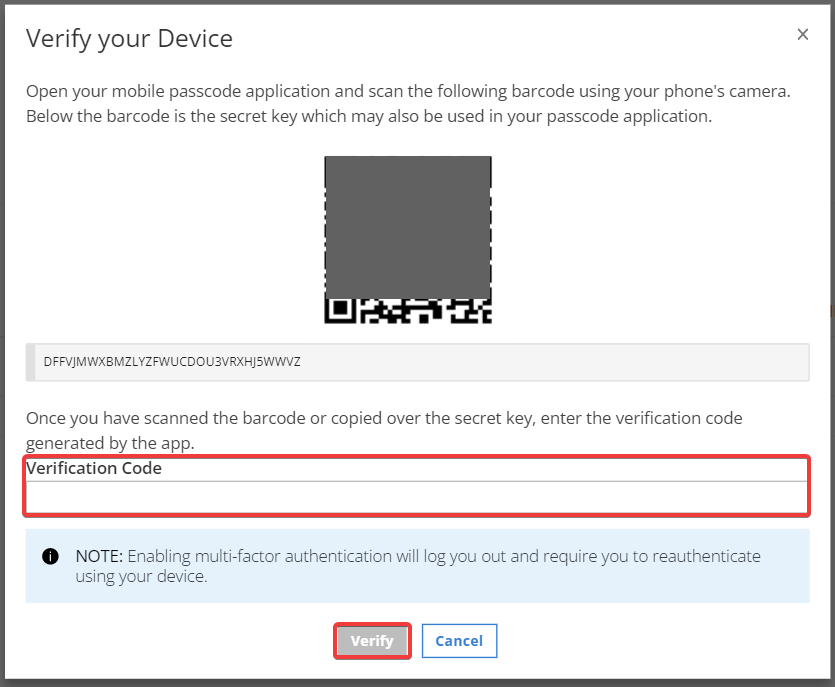 Verify your Device
Open your mobile passcode application and scan the following barcode using your phone's camera.
Below the barcode is the secret key which may also be used in your passcode application.
DFFVJMWXBMZLYZFWUCDOU3VRXHJ5WWVZ
Once you have scanned the barcode or copied over the secret key, enter the verification code
generated by the app.
Verification Code
NOTE: Enabling multi-factor authentication will log you out and require you to reauthenticate
using your device.
Verify Cancel